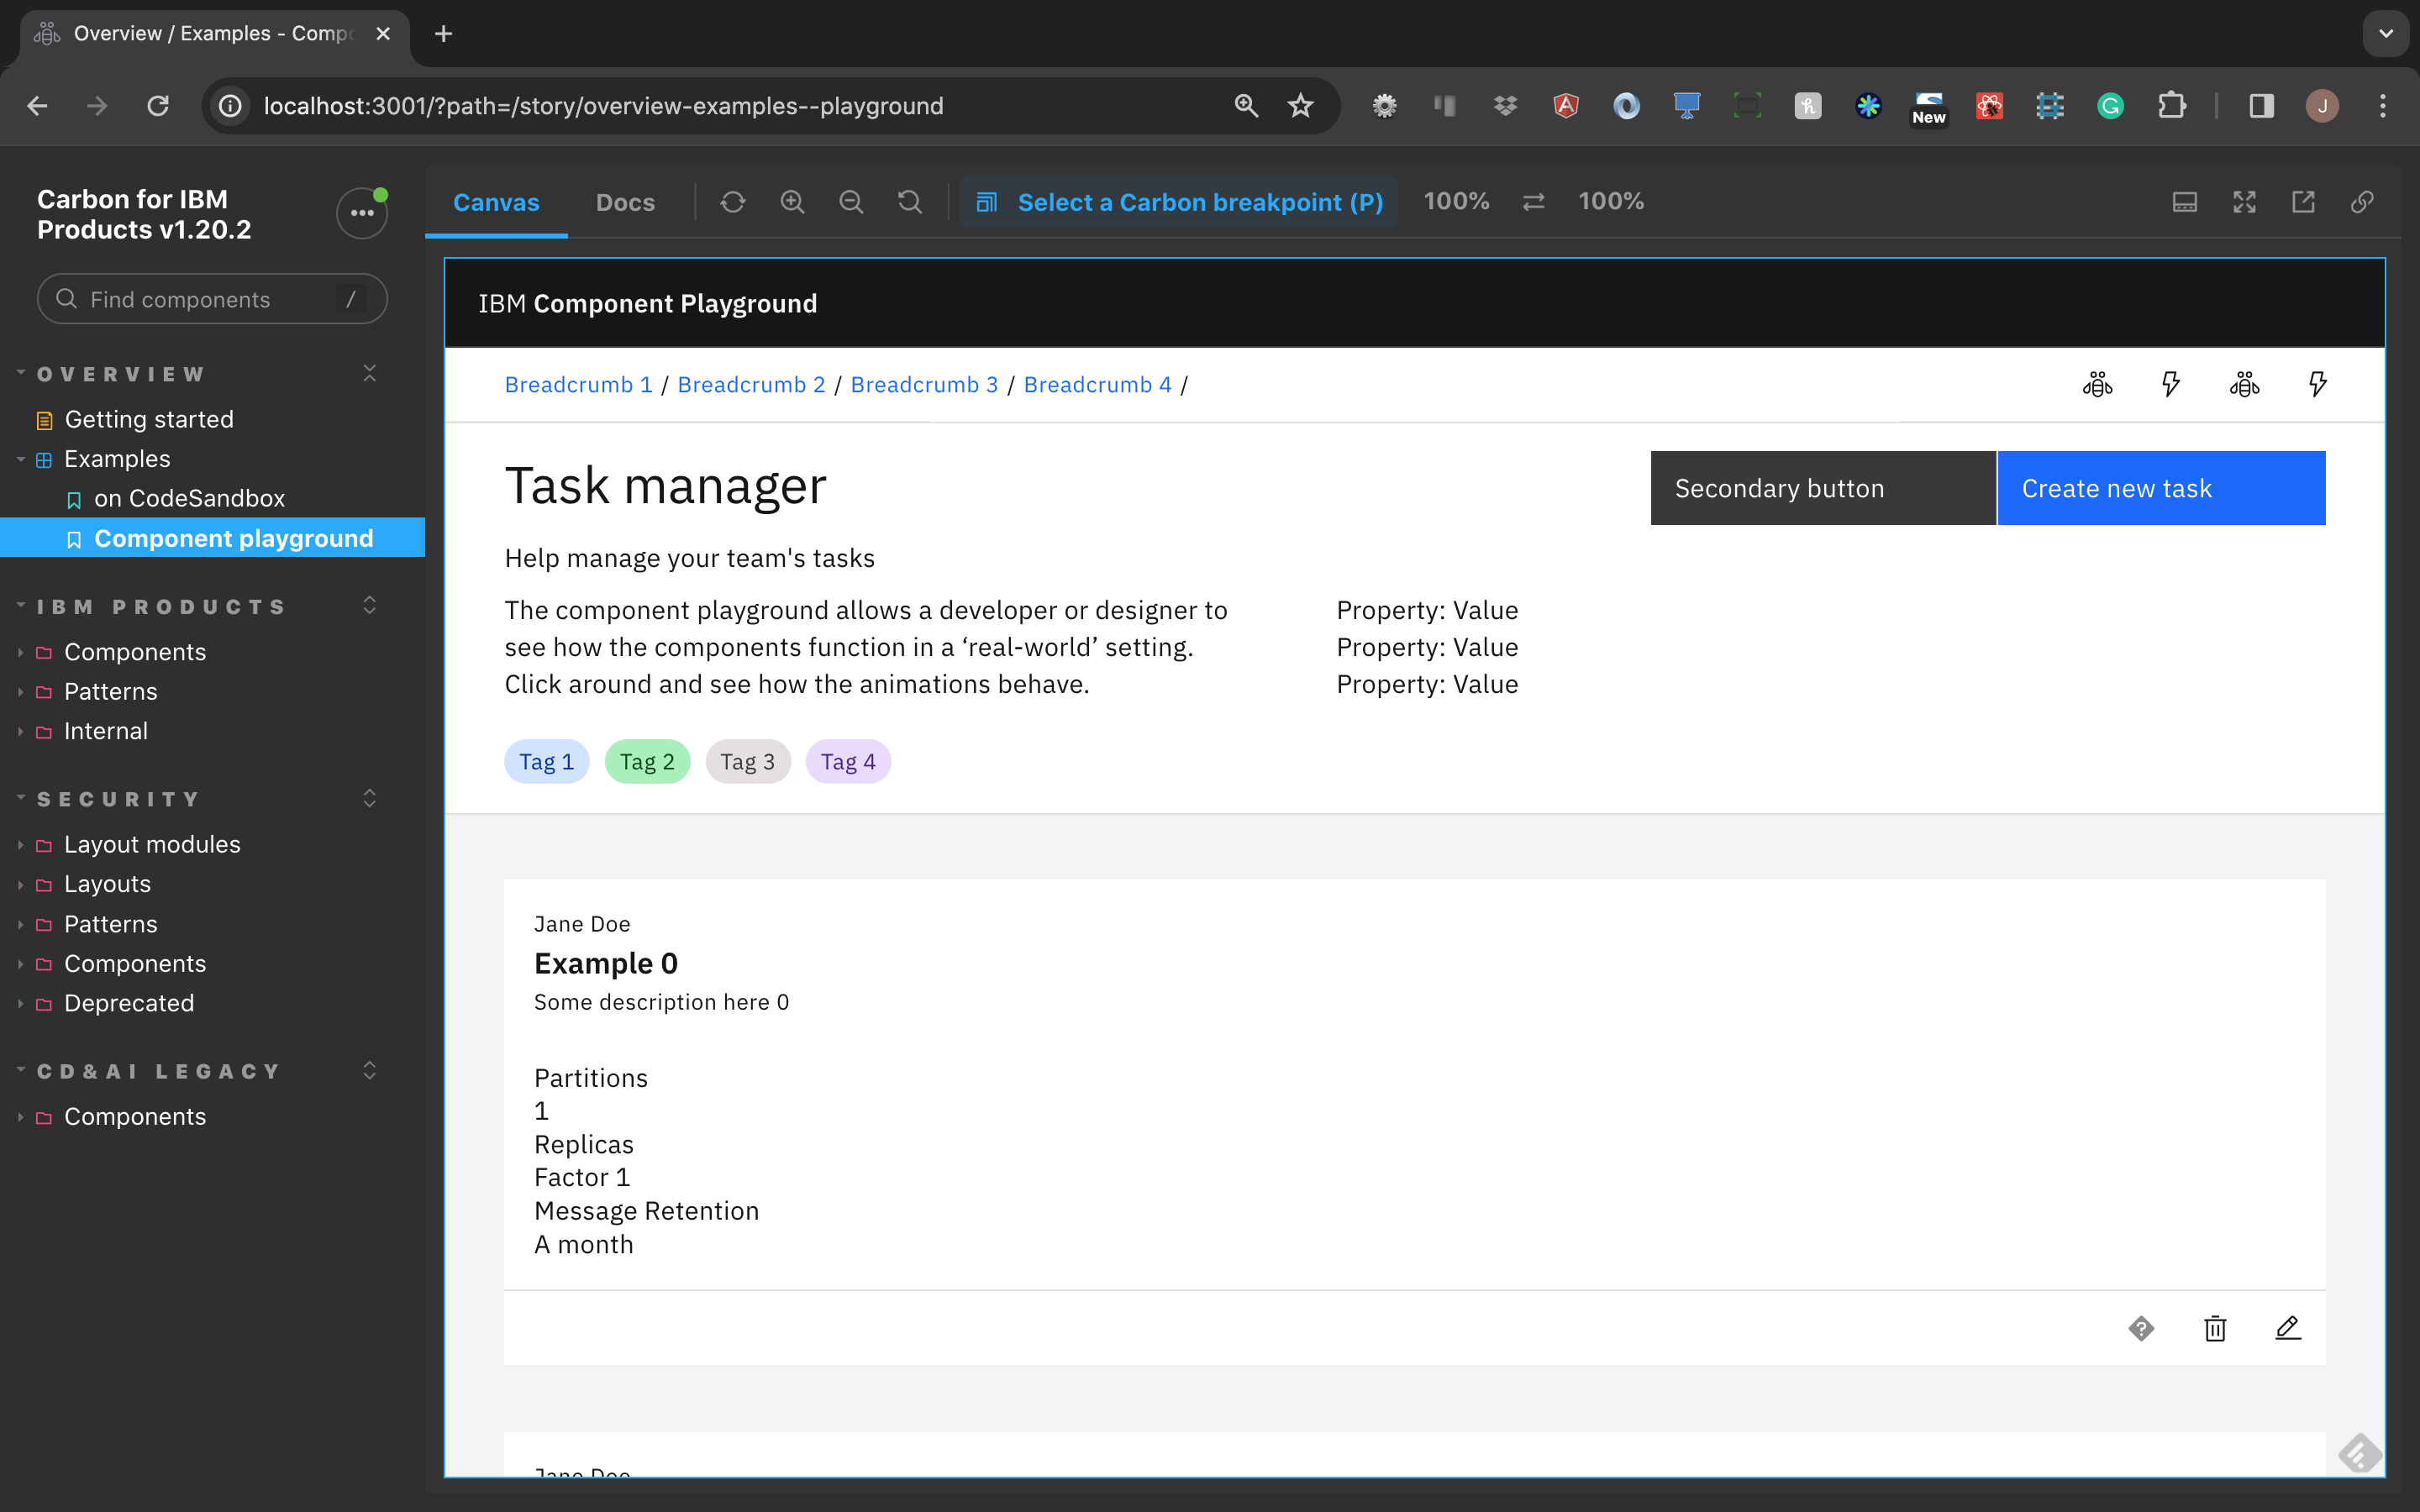 Overview / Examples - Comp
localhost:3001/?path=/story/overview-examples--playground
New
J
Carbon for IBM
Products v1.20.2
Find components
/
OVERVIEW
Getting started
Examples
on CodeSandbox
Component playground
IBM PRODUCTS
Components
Patterns
Internal
SECURITY
Layout modules
Layouts
Patterns
Components
Deprecated
CD&AI LEGACY
Components
Canvas
Docs
Select a Carbon breakpoint (P)
100%
100%
IBM Component Playground
Breadcrumb 1 / Breadcrumb 2 / Breadcrumb 3 / Breadcrumb 4 /
Task manager
Secondary button
Create new task
Help manage your team's tasks
The component playground allows a developer or designer to
see how the components function in a ‘real-world’ setting.
Click around and see how the animations behave.
Property: Value
Property: Value
Property: Value
Tag 1
Tag 2
Tag 3
Tag 4
Jane Doe
Example 0
Some description here 0
Partitions
1
Replicas
Factor 1
Message Retention
A month
Jane Doe